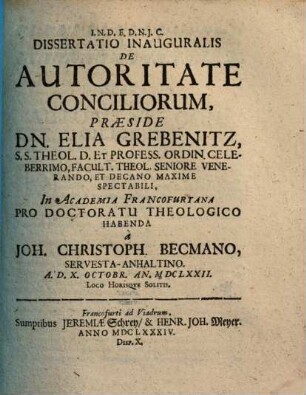 I. N. D. E. D. N. J. C.
DISSERTATIO INAUGURALIS
DE
AUTORITATE
CONCILIORUM,
PRÆSIDE
DN. ELIA GREBENITZ,
S. S. THEOL. D. ET PROFESS. ORDIN. CELE-
BERRIMO, FACULT. THEOL. SENIORE VENE-
RANDO, ET DECANO MAXIME
SPECTABILI,
In Academia Francofurtana
PRO DOCTORATU THEOLOGICO
HABENDA
à
JOH. CHRISTOPH. BECMANO,
SERVESTA-ANHALTINO.
A. D. X. OCTOBR. AN. MDCLXXII.
LOCO HORISQVE SOLITIS.
Francofurti ad Viadrum,
Sumptibus JEREMIÆ Schrey/ & HENR. JOH. Meyer.
ANNO MDCLXXXIV.
DISP. X.